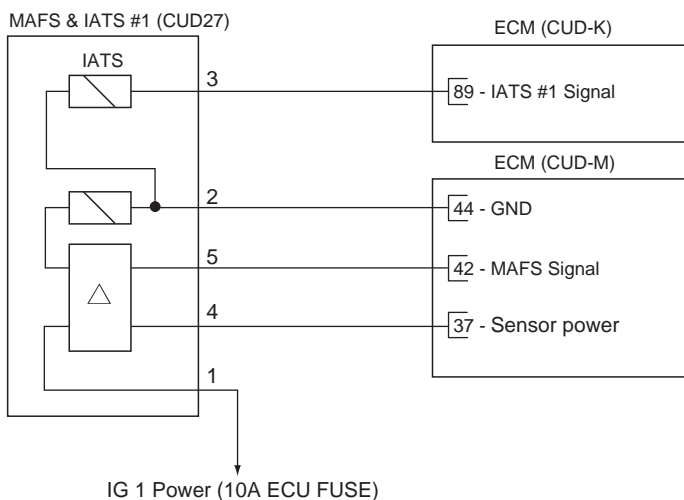 MAFS & IATS #1 (CUD27)
ECM (CUD-K)
IATS
3
89 - IATS #1 Signal
ECM (CUD-M)
2
44 - GND
5
42 - MAFS Signal
4
37 - Sensor power
1
IG 1 Power (10A ECU FUSE)